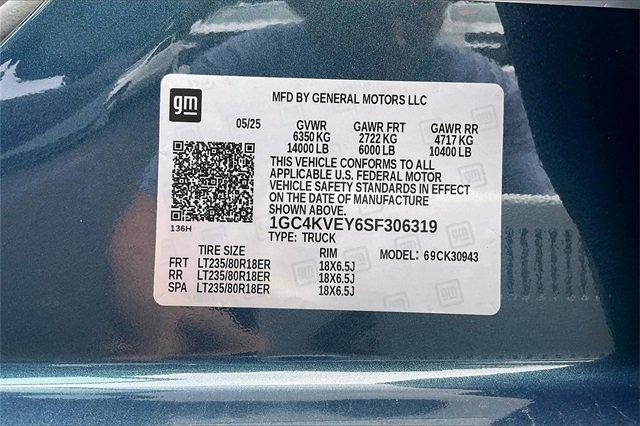 gm
MFD BY GENERAL MOTORS LLC
05/25 GVWR GAWR FRT GAWR RR
6350 KG 2722 KG 4717 KG
14000 LB 6000 LB 10400 LB
THIS VEHICLE CONFORMS TO ALL
APPLICABLE U.S. FEDERAL MOTOR
VEHICLE SAFETY STANDARDS IN EFFECT
ON THE DATE OF MANUFACTURE
SHOWN ABOVE.
136H
1GC4KVEY6SF306319
TYPE: TRUCK
TIRE SIZE RIM MODEL: 69CK30943
FRT LT235/80R18ER 18X6.5J
RR LT235/80R18ER 18X6.5J
SPA LT235/80R18ER 18X6.5J